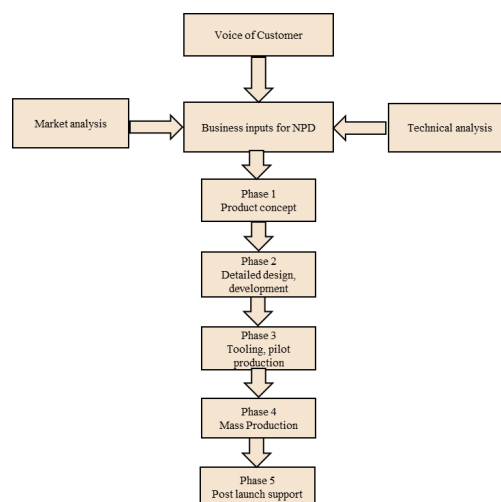 Voice of Customer
Market analysis
Business inputs for NPD
Technical analysis
Phase 1
Product concept
Phase 2
Detailed design,
development
Phase 3
Tooling, pilot
production
Phase 4
Mass Production
Phase 5
Post launch support